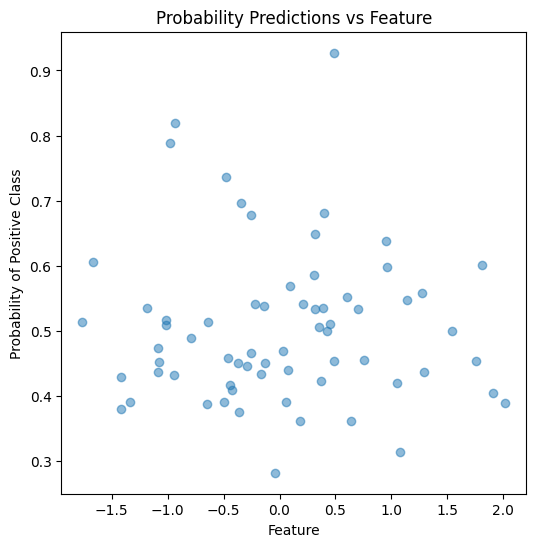 Probability Predictions vs Feature
Probability of Positive Class
0.9
0.8
0.7
0.6
0.5
0.4
0.3
−1.5 −1.0 −0.5 0.0 0.5 1.0 1.5 2.0
Feature